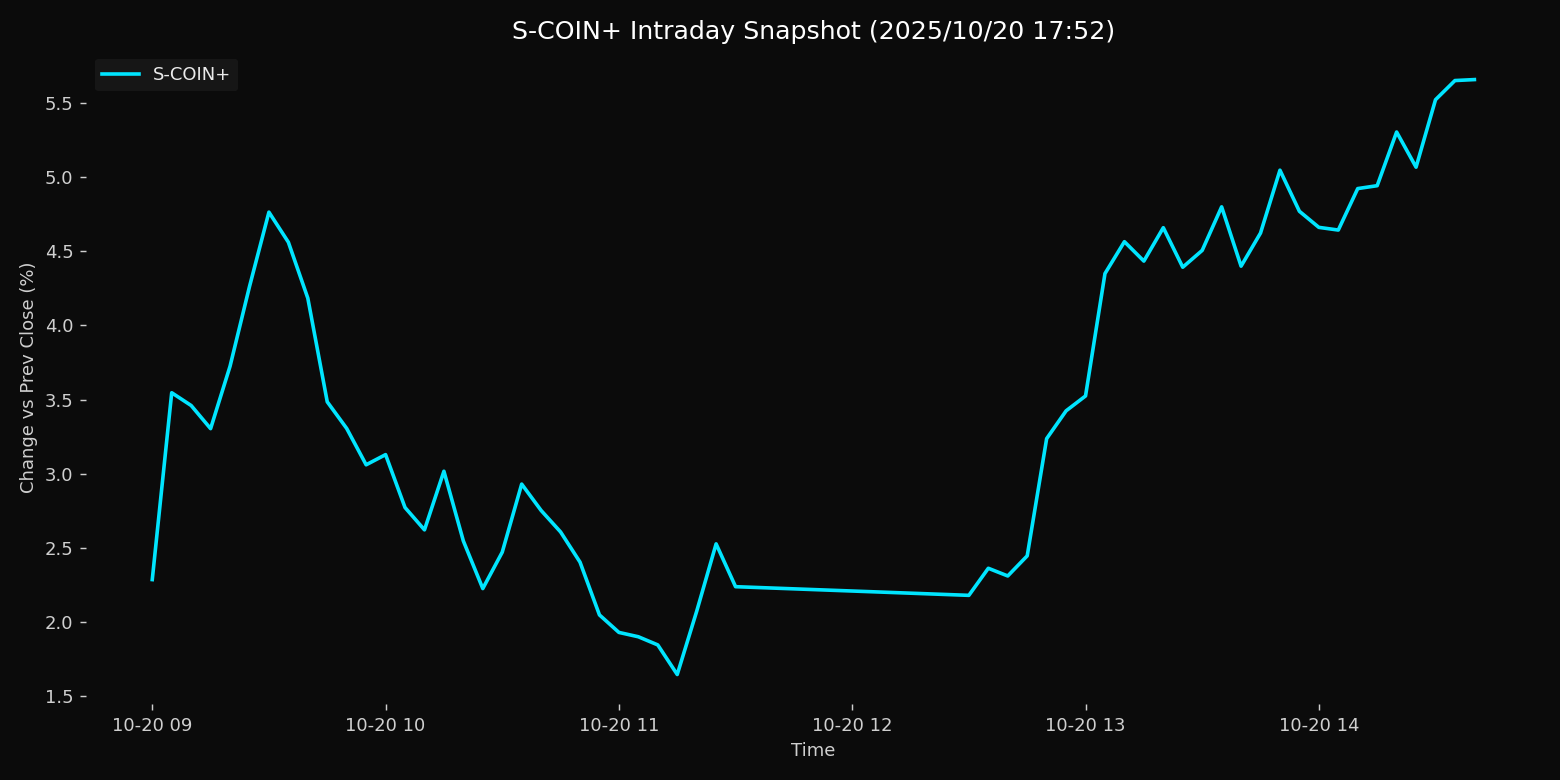 S-COIN+ Intraday Snapshot (2025/10/20 17:52)
S-COIN+
Change vs Prev Close (%)
5.5
5.0
4.5
4.0
3.5
3.0
2.5
2.0
1.5
10-20 09 10-20 10 10-20 11 10-20 12 10-20 13 10-20 14
Time